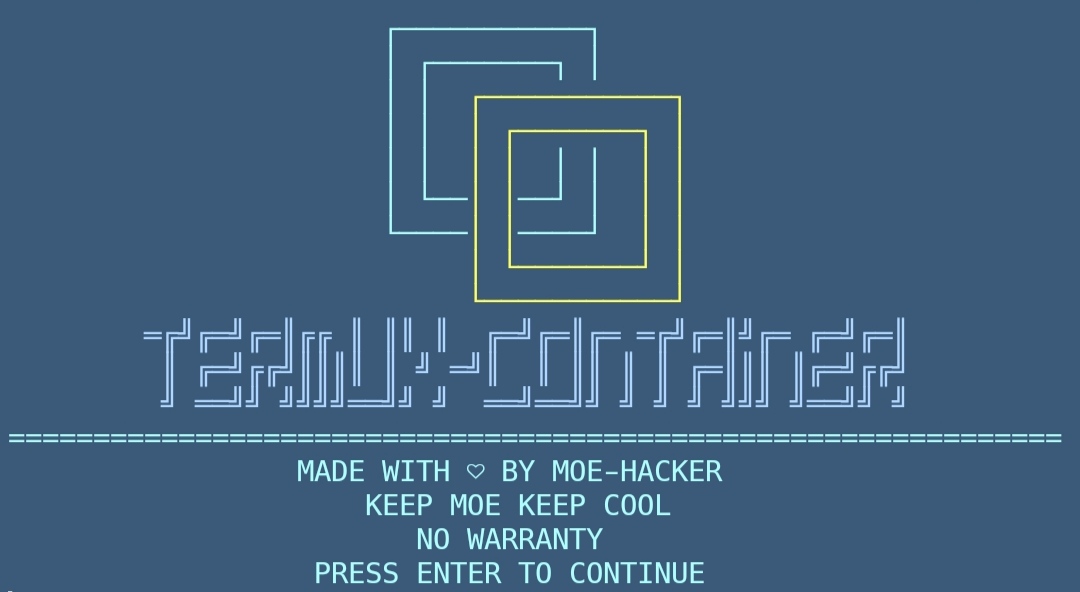 TERMUX-CONTAINER
==============================================================
MADE WITH ♡ BY MOE-HACKER
KEEP MOE KEEP COOL
NO WARRANTY
PRESS ENTER TO CONTINUE